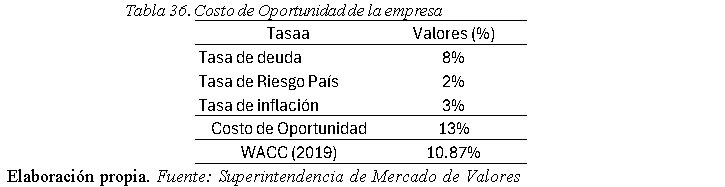 Tabla 36. Costo de Oportunidad de la empresa
Tasaa Valores (%)
Tasa de deuda 8%
Tasa de Riesgo País 2%
Tasa de inflación 3%
Costo de Oportunidad 13%
WACC (2019) 10.87%
Elaboración propia. Fuente: Superintendencia de Mercado de Valores